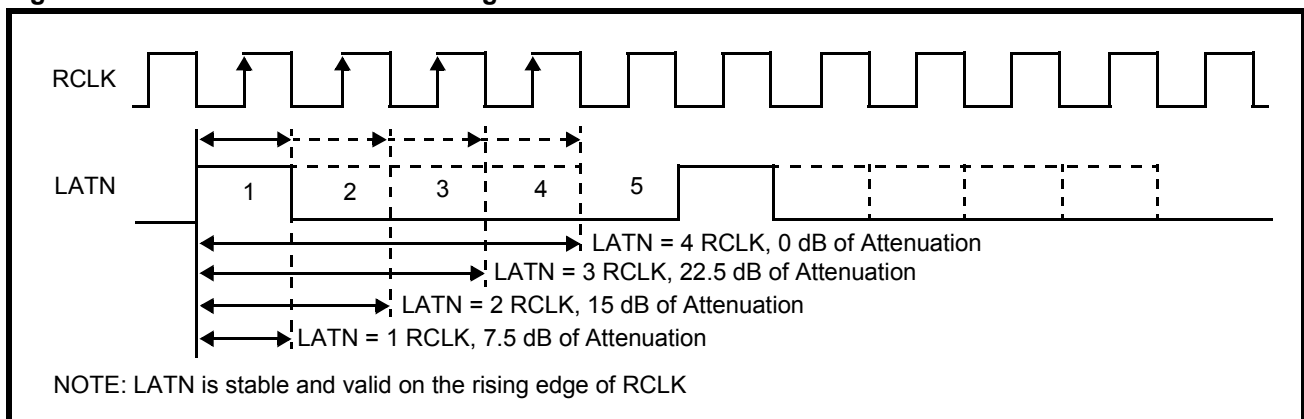 RCLK
LATN 1 2 3 4 5
LATN = 4 RCLK, 0 dB of Attenuation
LATN = 3 RCLK, 22.5 dB of Attenuation
LATN = 2 RCLK, 15 dB of Attenuation
LATN = 1 RCLK, 7.5 dB of Attenuation
NOTE: LATN is stable and valid on the rising edge of RCLK